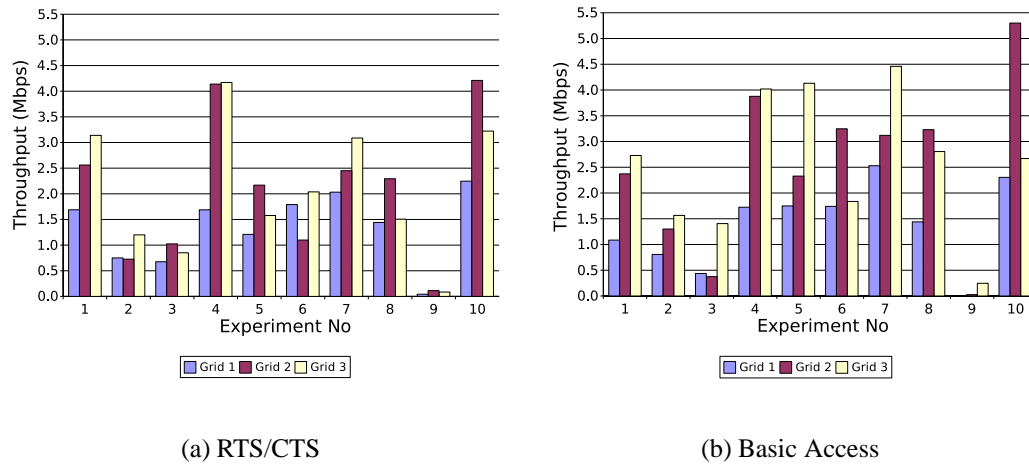 Throughput (Mbps)
5.5
5.0
4.5
4.0
3.5
3.0
2.5
2.0
1.5
1.0
0.5
0.0
1 2 3 4 5 6 7 8 9 10
Experiment No
Grid 1 Grid 2 Grid 3
(a) RTS/CTS
Throughput (Mbps)
5.5
5.0
4.5
4.0
3.5
3.0
2.5
2.0
1.5
1.0
0.5
0.0
1 2 3 4 5 6 7 8 9 10
Experiment No
Grid 1 Grid 2 Grid 3
(b) Basic Access